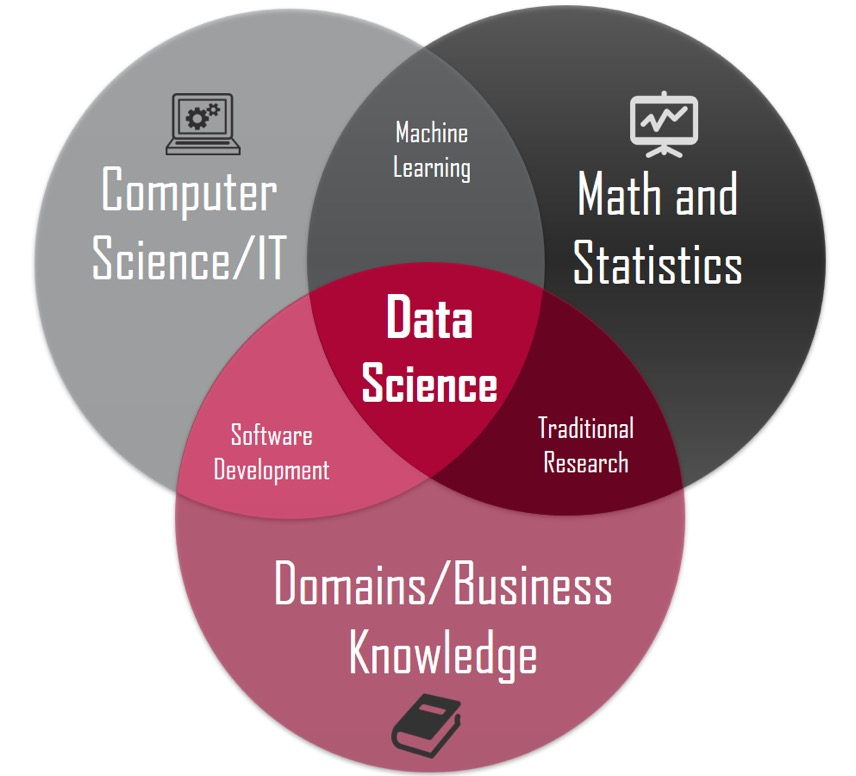 Machine
Learning
Computer
Science/IT
Math and
Statistics
Data
Science
Software
Development
Traditional
Research
Domains/Business
Knowledge